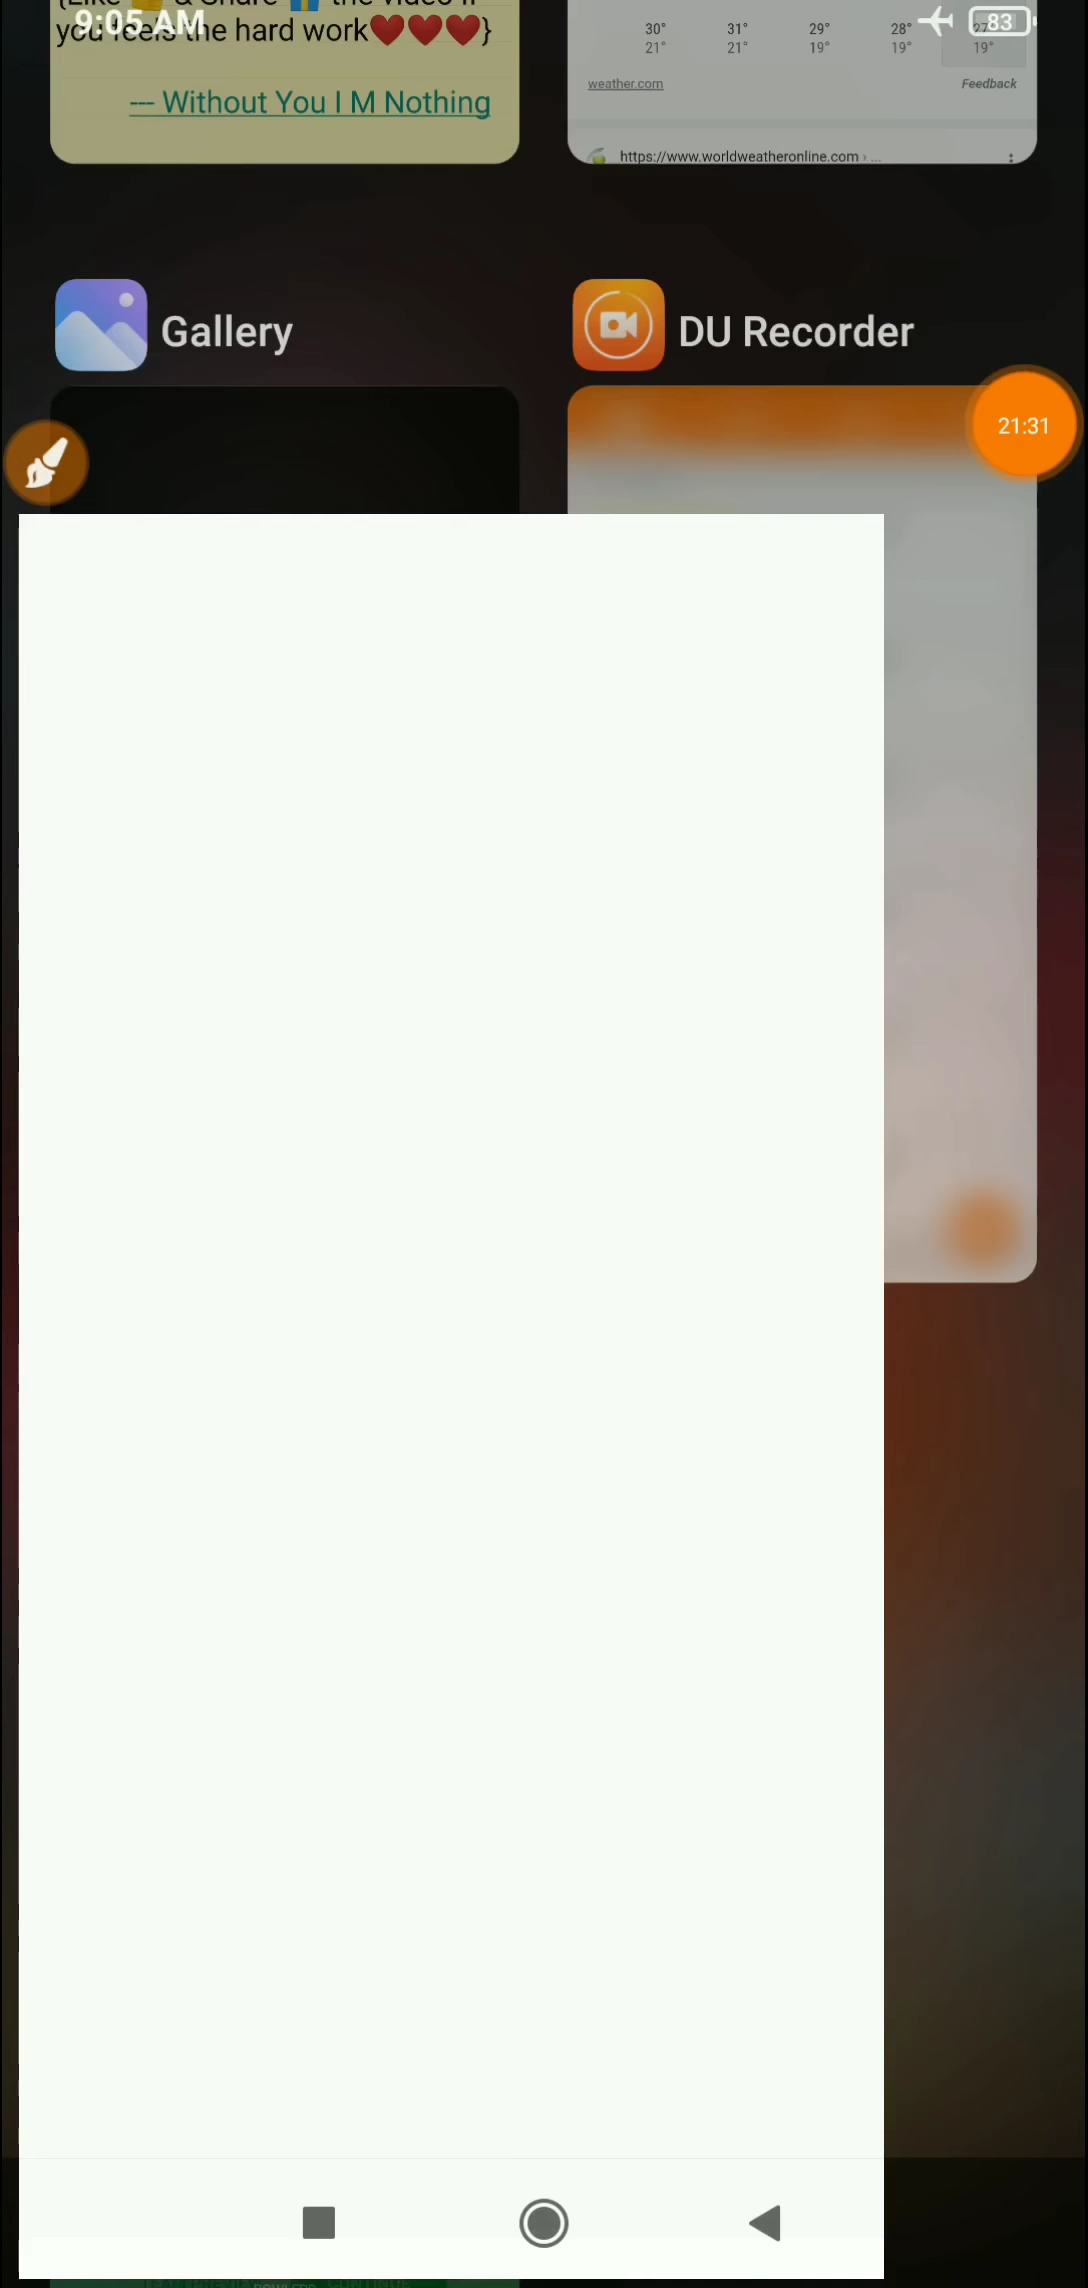 {Like 👍 & Share 🎁 the video if
you feels the hard work❤️❤️❤️}
--- Without You I M Nothing
9:05 AM
83
30° 31° 29° 28° 27°
21° 21° 19° 19° 19°
weather.com Feedback
https://www.worldweatheronline.com › ...
Gallery
DU Recorder
21:31